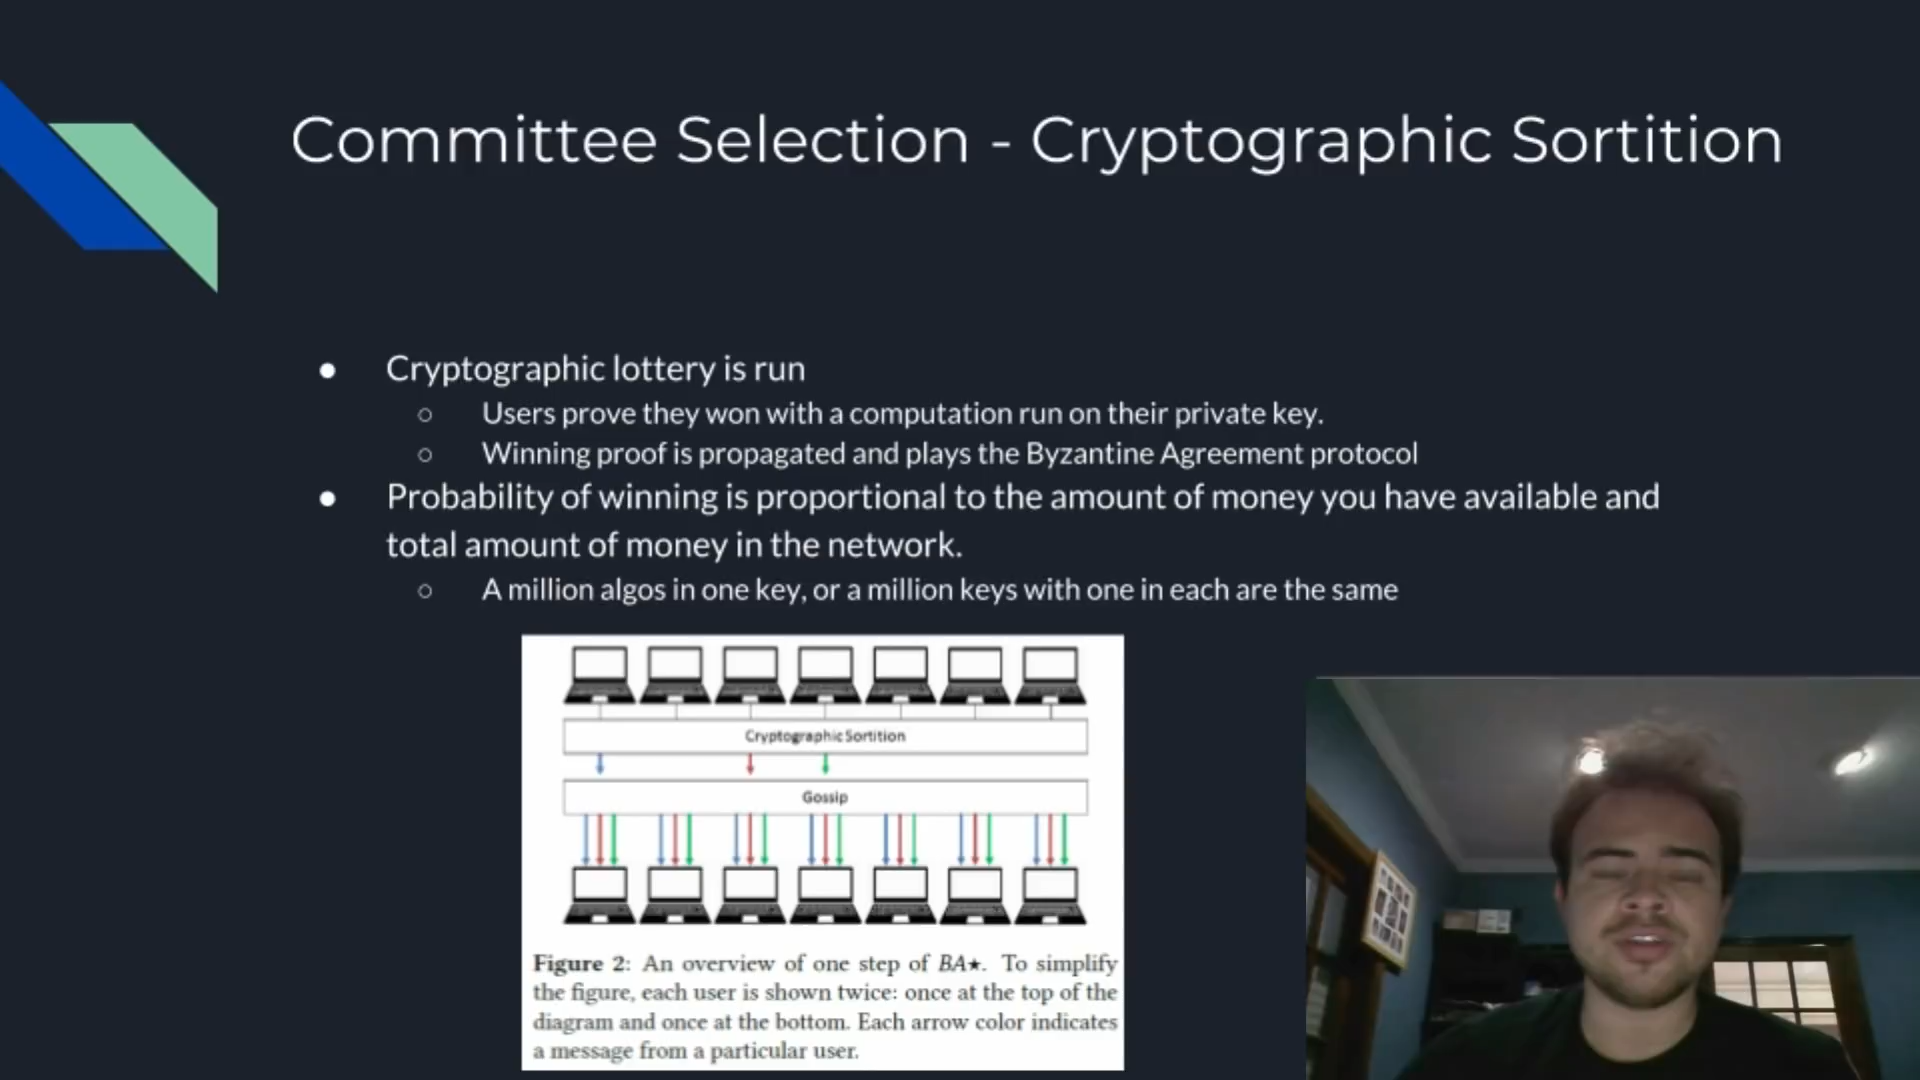 Committee Selection - Cryptographic Sortition
● Cryptographic lottery is run
○ Users prove they won with a computation run on their private key.
○ Winning proof is propagated and plays the Byzantine Agreement protocol
● Probability of winning is proportional to the amount of money you have available and
total amount of money in the network.
○ A million algos in one key, or a million keys with one in each are the same
Cryptographic Sortition
Gossip
Figure 2: An overview of one step of BA★. To simplify
the figure, each user is shown twice: once at the top of the
diagram and once at the bottom. Each arrow color indicates
a message from a particular user.